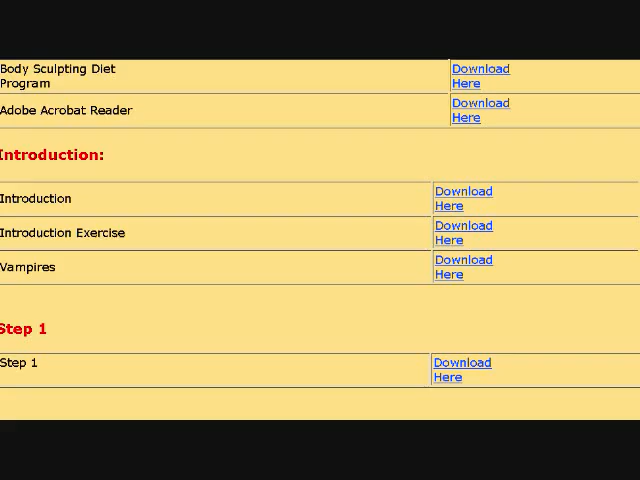 Body Sculpting Diet
Program
Download
Here
Adobe Acrobat Reader
Download
Here
Introduction:
Introduction
Download
Here
Introduction Exercise
Download
Here
Vampires
Download
Here
Step 1
Step 1
Download
Here